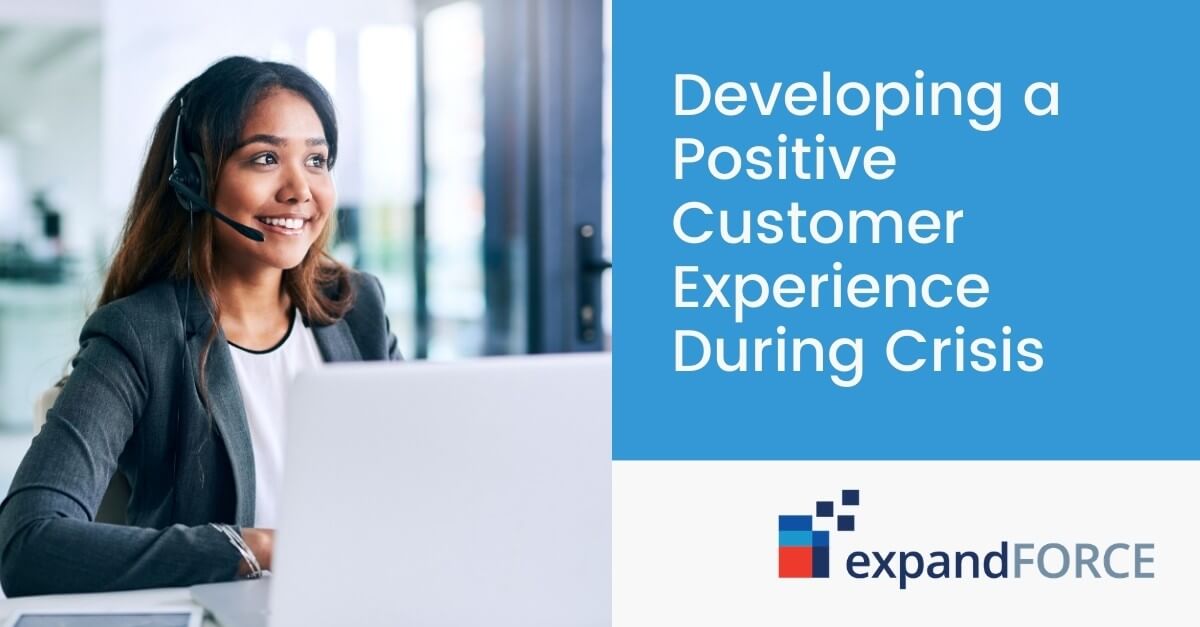 Developing a
Positive
Customer
Experience
During Crisis
expandFORCE